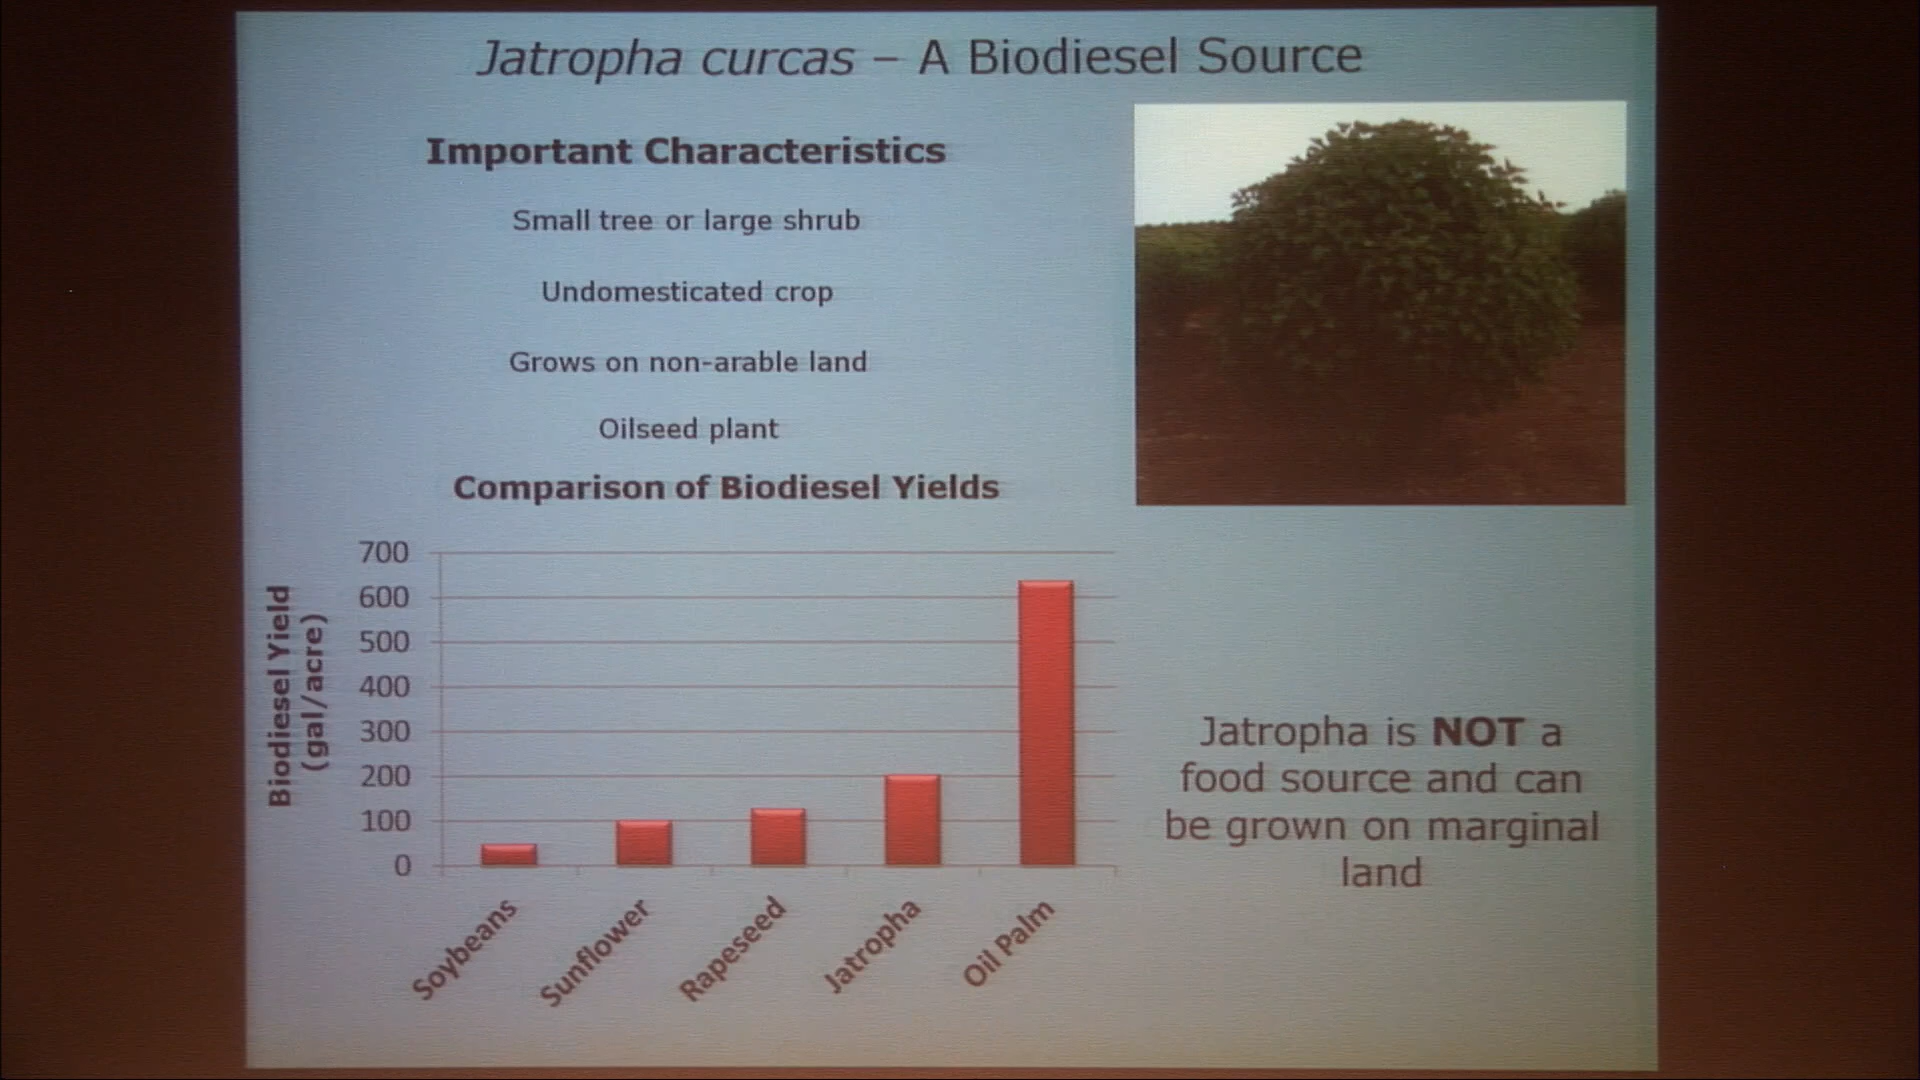 Jatropha curcas – A Biodiesel Source
Important Characteristics
Small tree or large shrub
Undomesticated crop
Grows on non-arable land
Oilseed plant
Comparison of Biodiesel Yields
Biodiesel Yield
(gal/acre)
700
600
500
400
300
200
100
0
Soybeans
Sunflower
Rapeseed
Jatropha
Oil Palm
Jatropha is NOT a
food source and can
be grown on marginal
land